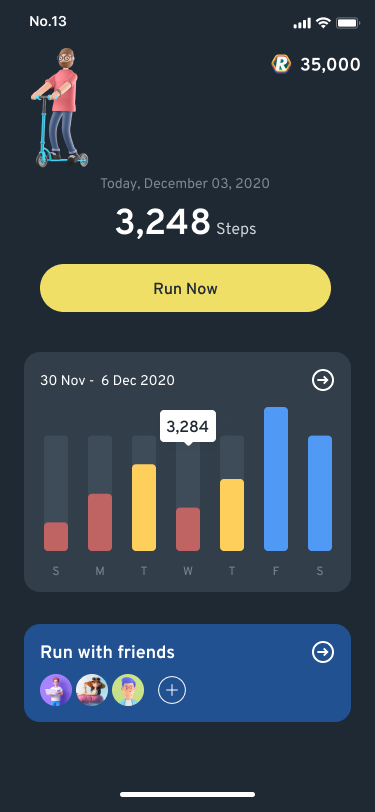 No.13
R 35,000
Today, December 03, 2020
3,248 Steps
Run Now
30 Nov - 6 Dec 2020
3,284
S M T W T F S
Run with friends